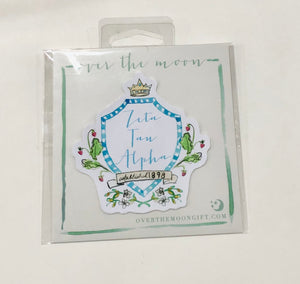 over the moon
Zeta
Tau
Alpha
established 1898
OVERTHEMOONGIFT.COM